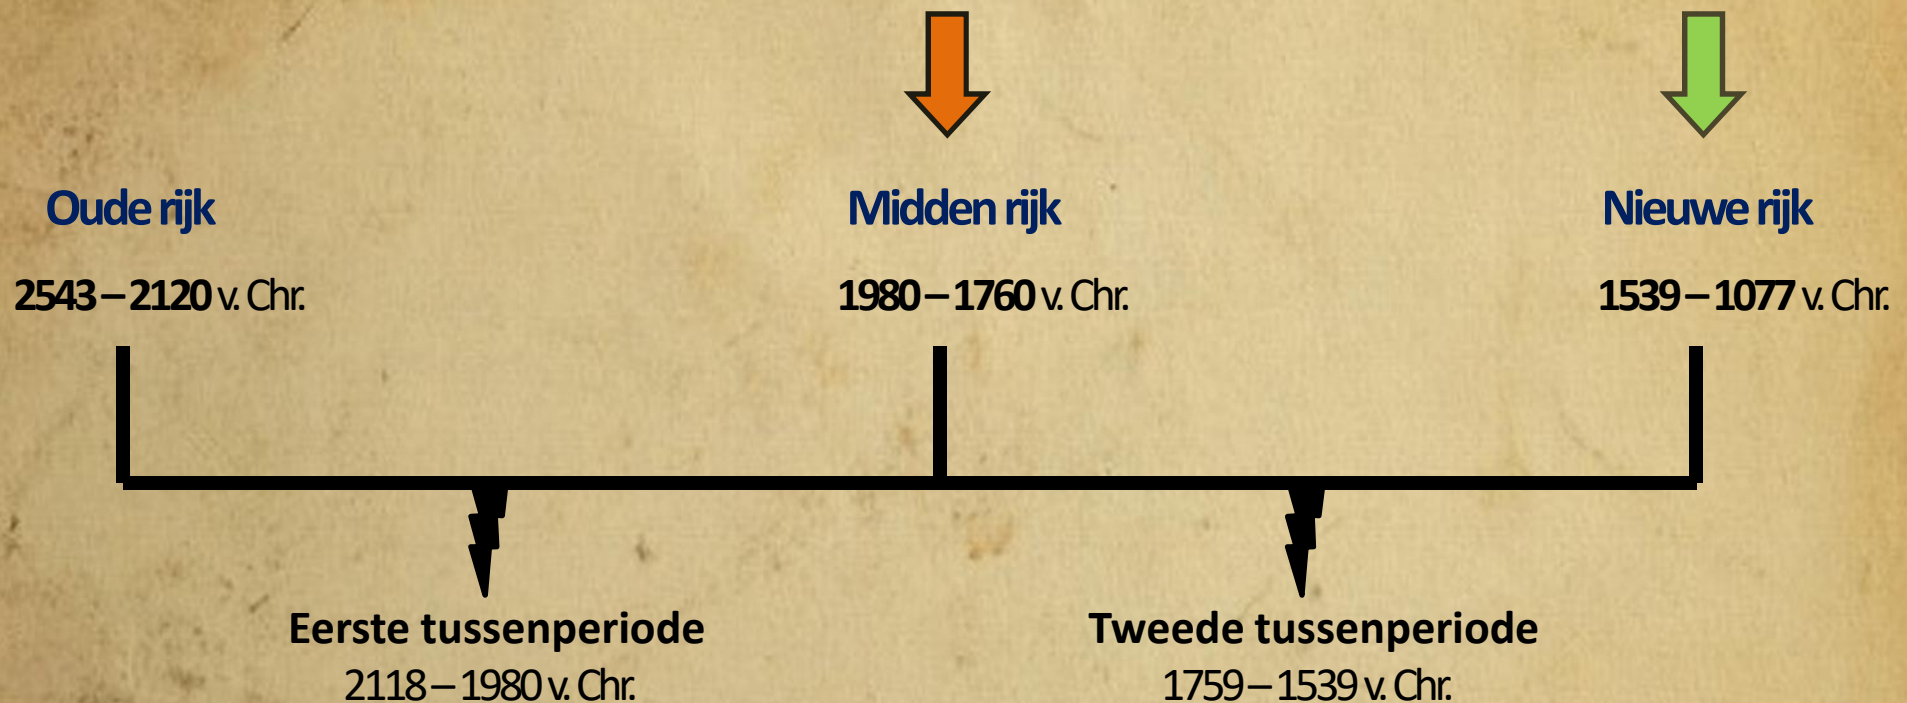 Oude rijk
2543 – 2120 v. Chr.
Midden rijk
1980 – 1760 v. Chr.
Nieuwe rijk
1539 – 1077 v. Chr.
Eerste tussenperiode
2118 – 1980 v. Chr.
Tweede tussenperiode
1759 – 1539 v. Chr.